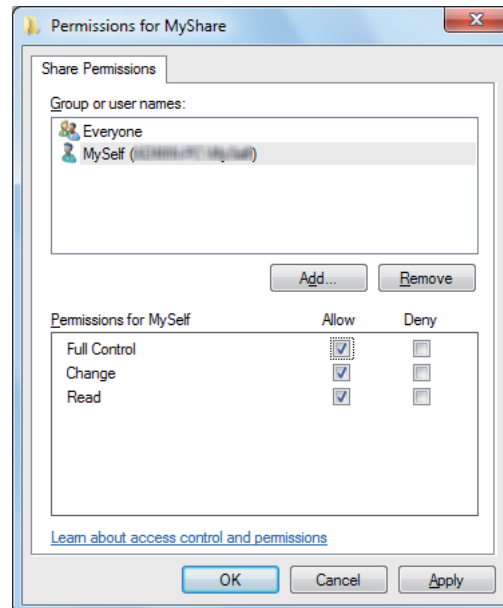 Permissions for MyShare
Share Permissions
Group or user names:
Everyone
MySelf (
Add... Remove
Permissions for MySelf Allow Deny
Full Control
Change
Read
Learn about access control and permissions
OK Cancel Apply